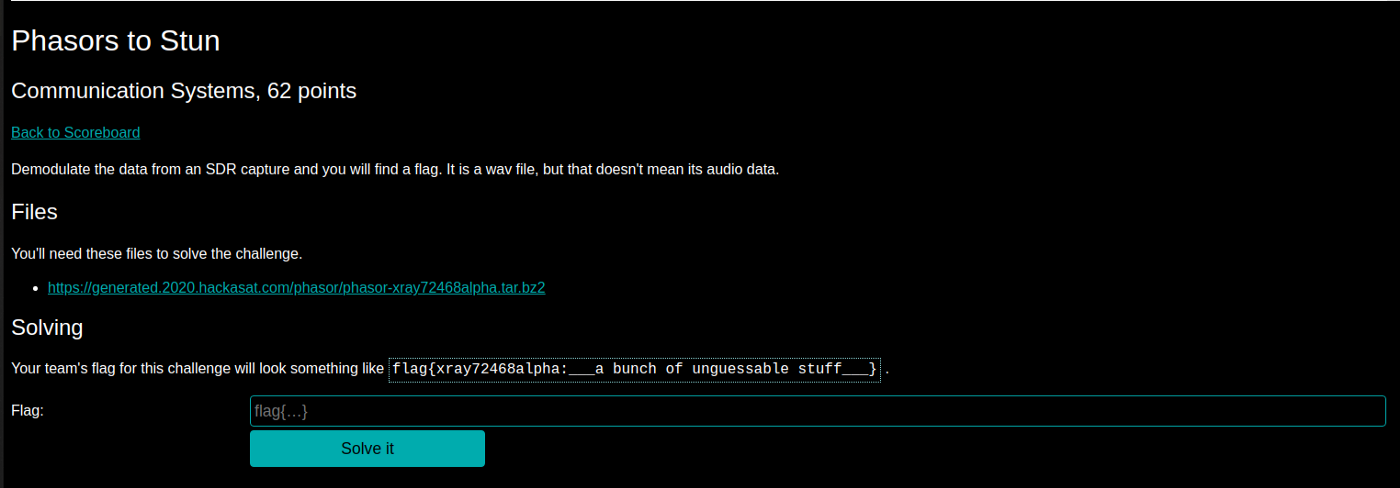 Phasors to Stun
Communication Systems, 62 points
Back to Scoreboard
Demodulate the data from an SDR capture and you will find a flag. It is a wav file, but that doesn't mean its audio data.
Files
You'll need these files to solve the challenge.
• https://generated.2020.hackasat.com/phasor/phasor-xray72468alpha.tar.bz2
Solving
Your team's flag for this challenge will look something like flag{xray72468alpha:___a bunch of unguessable stuff___} .
Flag: flag{...}
Solve it